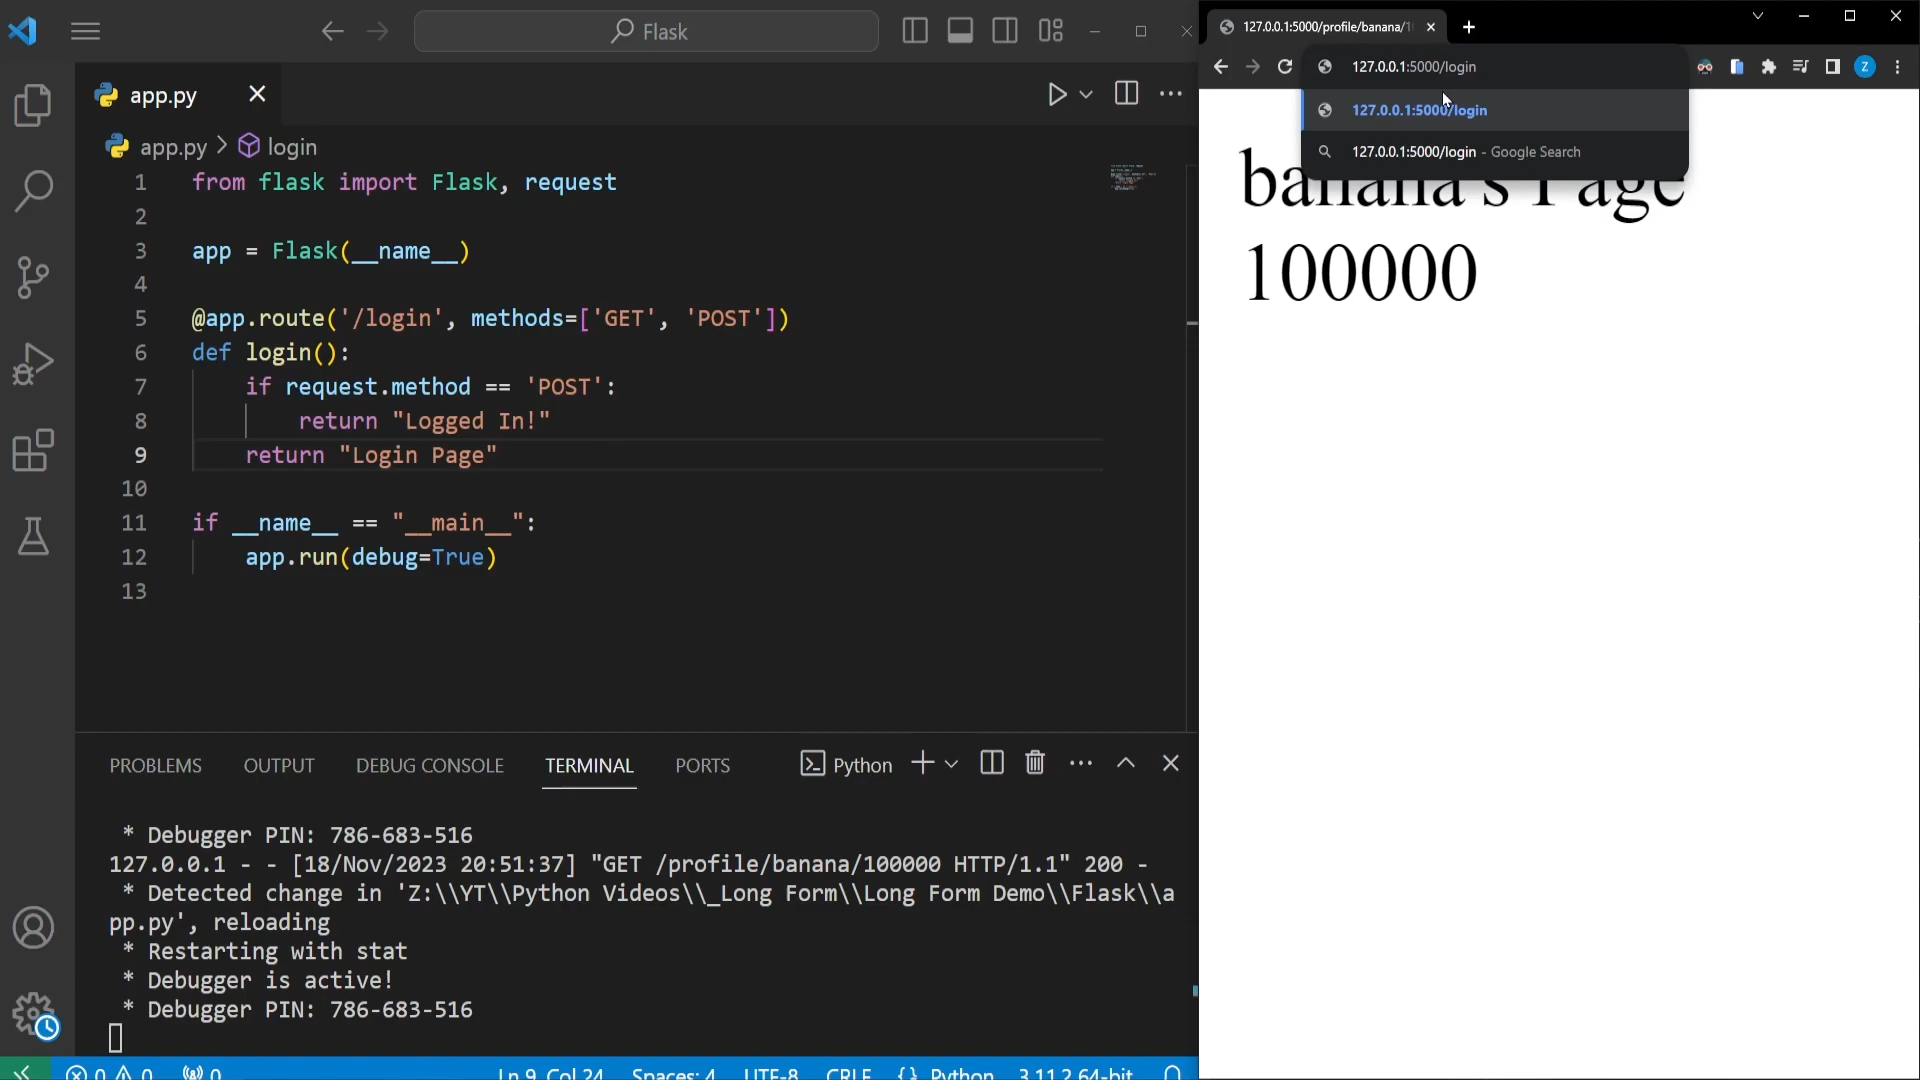 Flask
app.py
app.py > login
1 from flask import Flask, request
2
3 app = Flask(__name__)
4
5 @app.route('/login', methods=['GET', 'POST'])
6 def login():
7 if request.method == 'POST':
8 return "Logged In!"
9 return "Login Page"
10
11 if __name__ == "__main__":
12 app.run(debug=True)
13
PROBLEMS OUTPUT DEBUG CONSOLE TERMINAL PORTS Python
* Debugger PIN: 786-683-516
127.0.0.1 - - [18/Nov/2023 20:51:37] "GET /profile/banana/100000 HTTP/1.1" 200 -
* Detected change in 'Z:\\YT\\Python Videos\\_Long Form\\Long Form Demo\\Flask\\a
pp.py', reloading
* Restarting with stat
* Debugger is active!
* Debugger PIN: 786-683-516
0 0 0 Ln 9, Col 24 Spaces: 4 UTF-8 CRLF {} Python 3.11.2 64-bit
127.0.0.1:5000/profile/banana/1
127.0.0.1:5000/login
Z
127.0.0.1:5000/login
127.0.0.1:5000/login - Google Search
banana's Page
100000